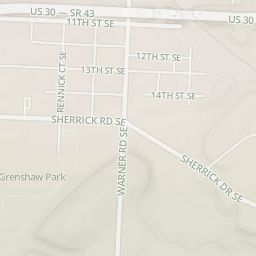 US 30 — SR 43
US 30
11TH ST SE
12TH ST SE
13TH ST SE
RENNICK CT SE
14TH ST SE
SHERRICK RD SE
WARNER RD SE
SHERRICK DR SE
Grenshaw Park